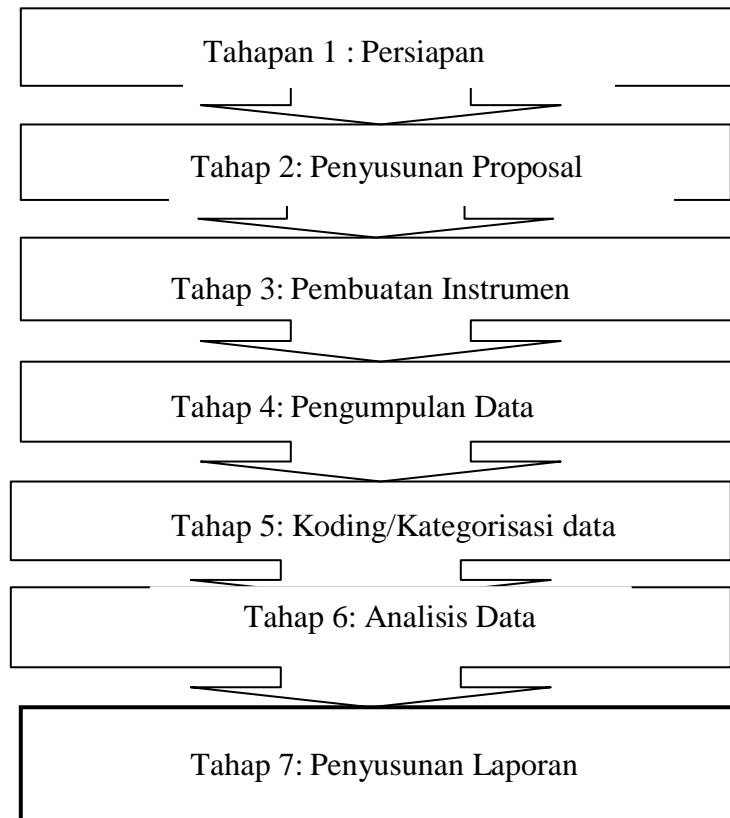 Tahapan 1 : Persiapan
Tahap 2: Penyusunan Proposal
Tahap 3: Pembuatan Instrumen
Tahap 4: Pengumpulan Data
Tahap 5: Koding/Kategorisasi data
Tahap 6: Analisis Data
Tahap 7: Penyusunan Laporan